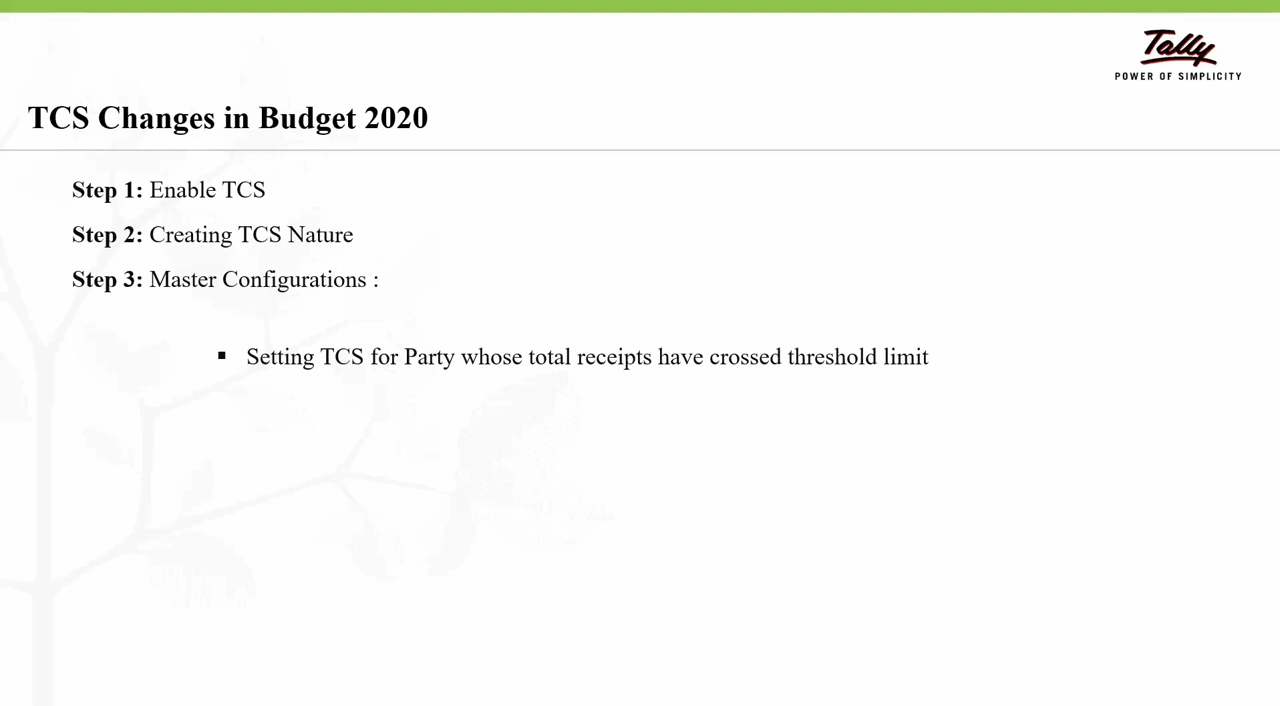 Tally
POWER OF SIMPLICITY
TCS Changes in Budget 2020
Step 1: Enable TCS
Step 2: Creating TCS Nature
Step 3: Master Configurations :
▪ Setting TCS for Party whose total receipts have crossed threshold limit